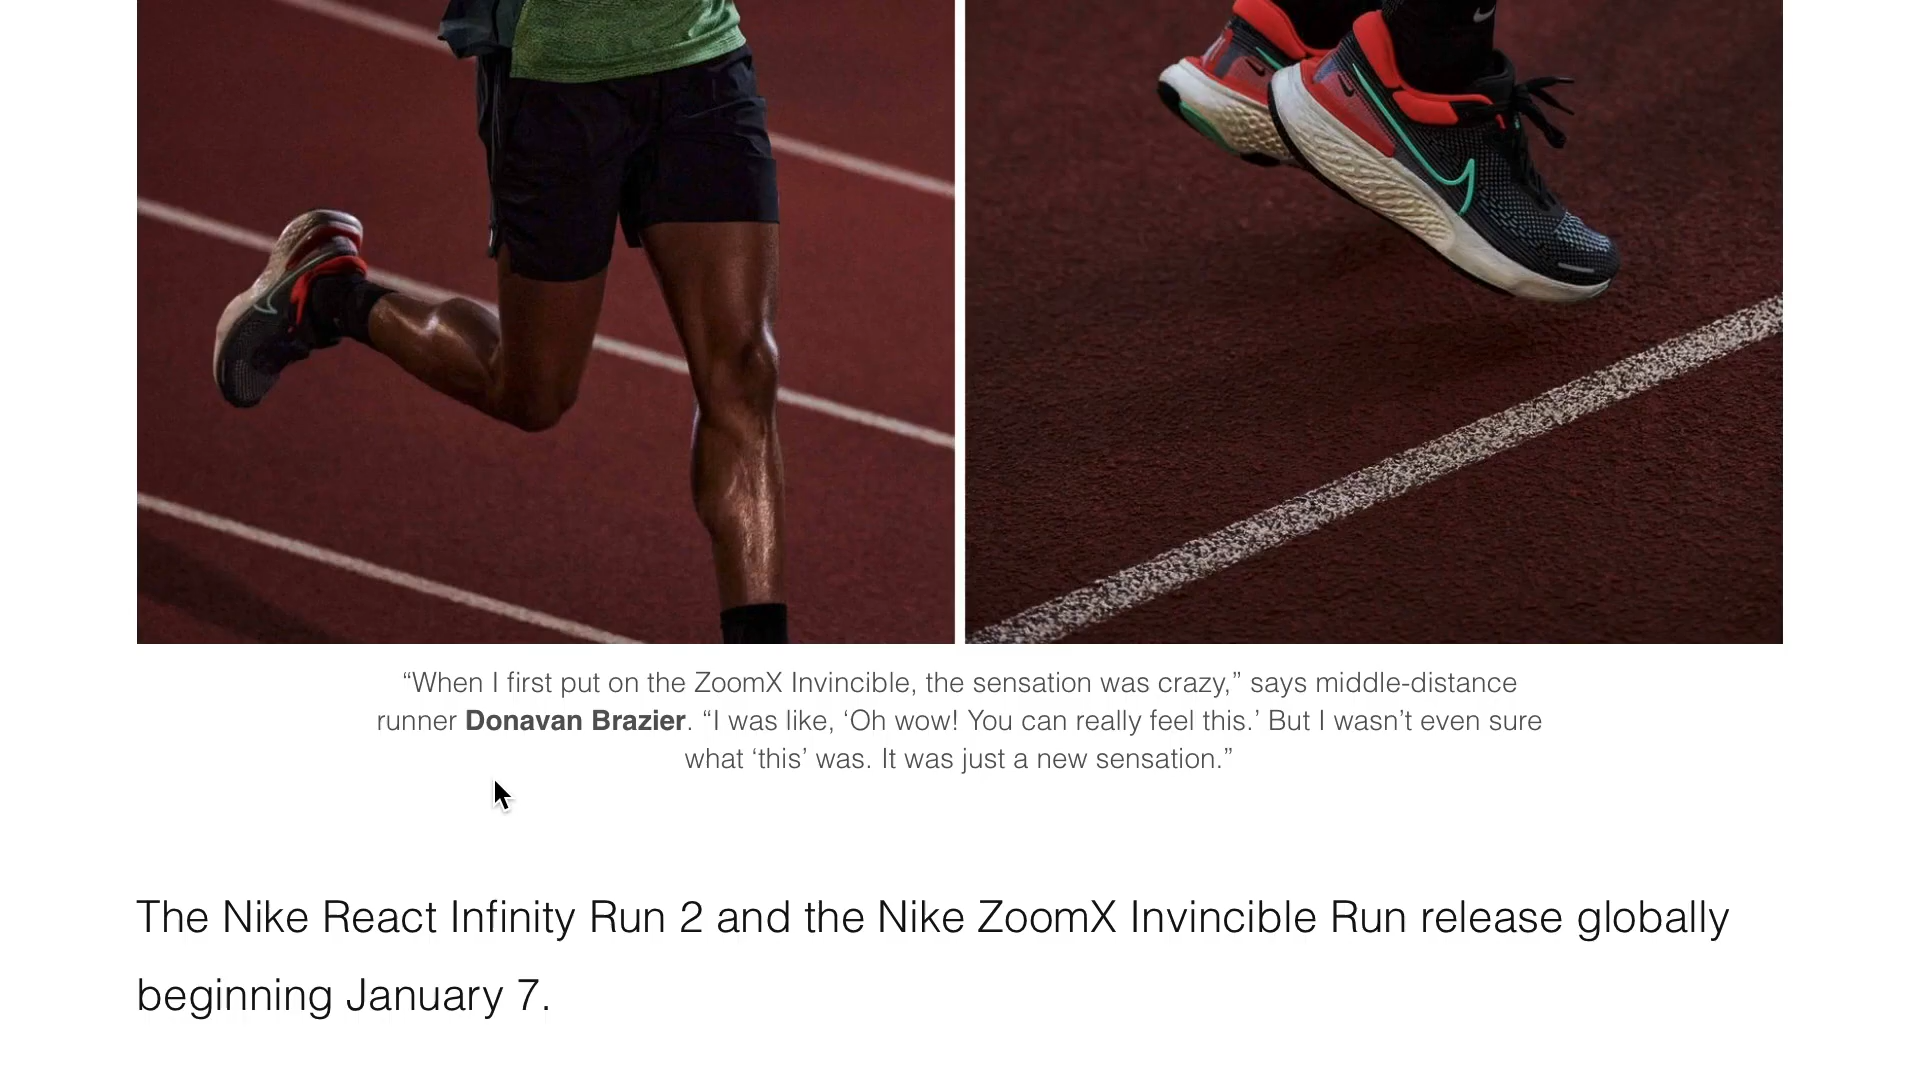 “When I first put on the ZoomX Invincible, the sensation was crazy,” says middle-distance
runner Donavan Brazier. “I was like, ‘Oh wow! You can really feel this.’ But I wasn’t even sure
what ‘this’ was. It was just a new sensation.”
The Nike React Infinity Run 2 and the Nike ZoomX Invincible Run release globally
beginning January 7.